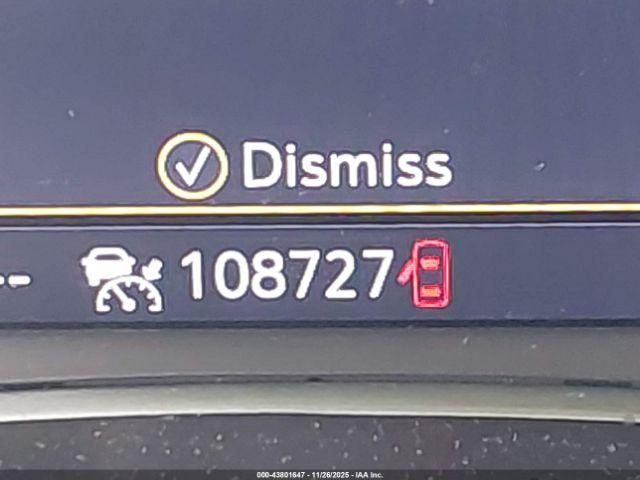 Dismiss
-- 108727
000-43801647 - 11/26/2025 - IAA Inc.